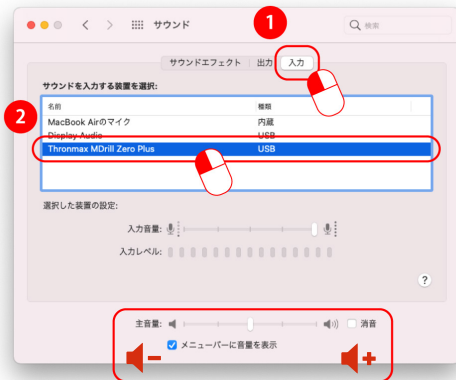 サウンド
検索
1
サウンドエフェクト 出力 入力
サウンドを入力する装置を選択:
2
名前 種類
MacBook Airのマイク 内蔵
Display Audio USB
Thronmax MDrill Zero Plus USB
選択した装置の設定:
入力音量:
入力レベル:
?
主音量: 消音
メニューバーに音量を表示